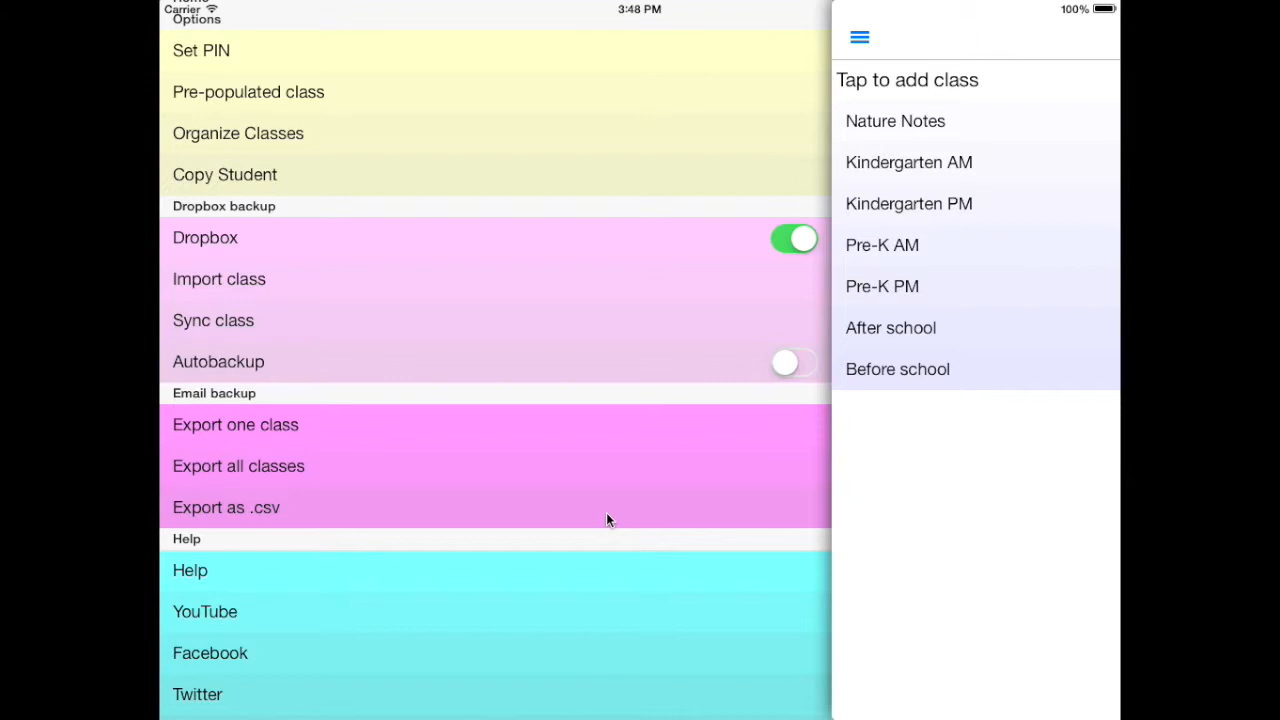 Carrier
3:48 PM
100%
Options
Set PIN
Pre-populated class
Organize Classes
Copy Student
Dropbox backup
Dropbox
Import class
Sync class
Autobackup
Email backup
Export one class
Export all classes
Export as .csv
Help
Help
YouTube
Facebook
Twitter
Tap to add class
Nature Notes
Kindergarten AM
Kindergarten PM
Pre-K AM
Pre-K PM
After school
Before school